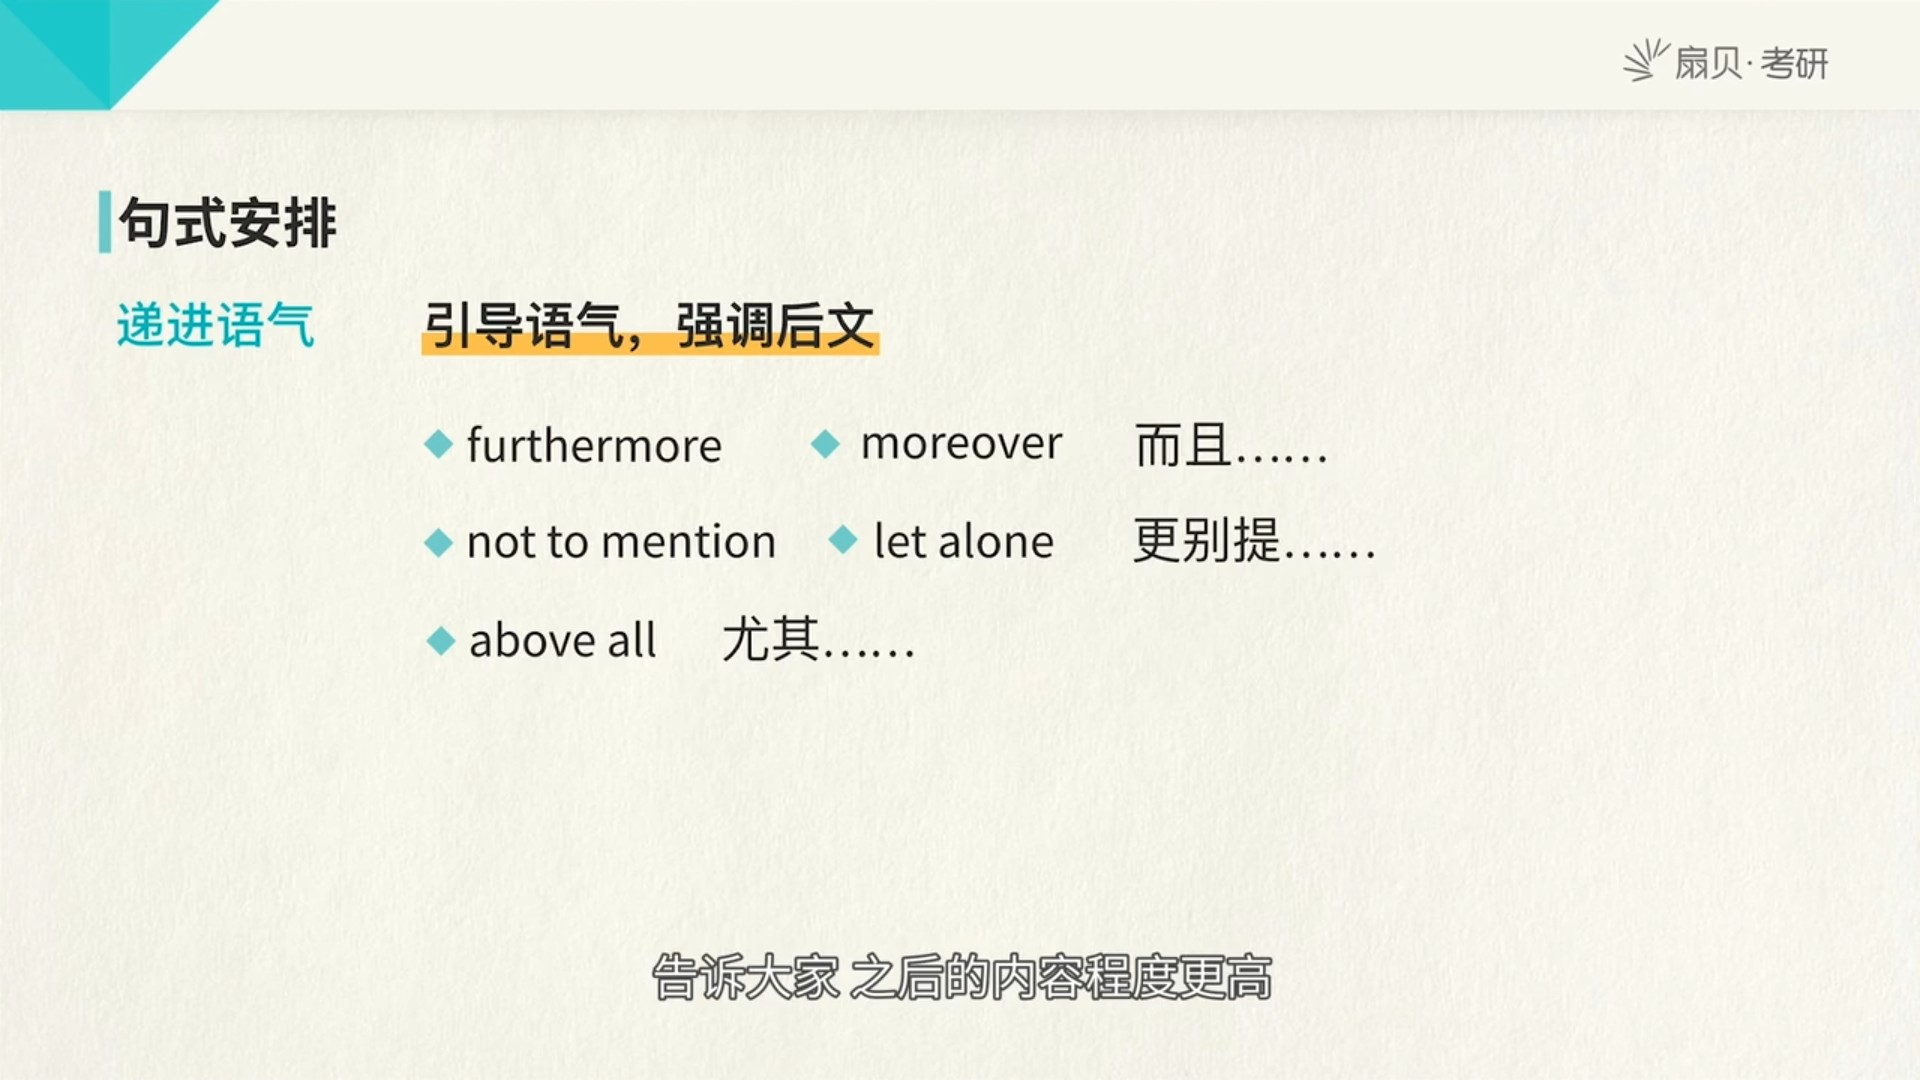 扇贝·考研
句式安排
递进语气 引导语气，强调后文
furthermore moreover 而且……
not to mention let alone 更别提……
above all 尤其……
告诉大家 之后的内容程度更高